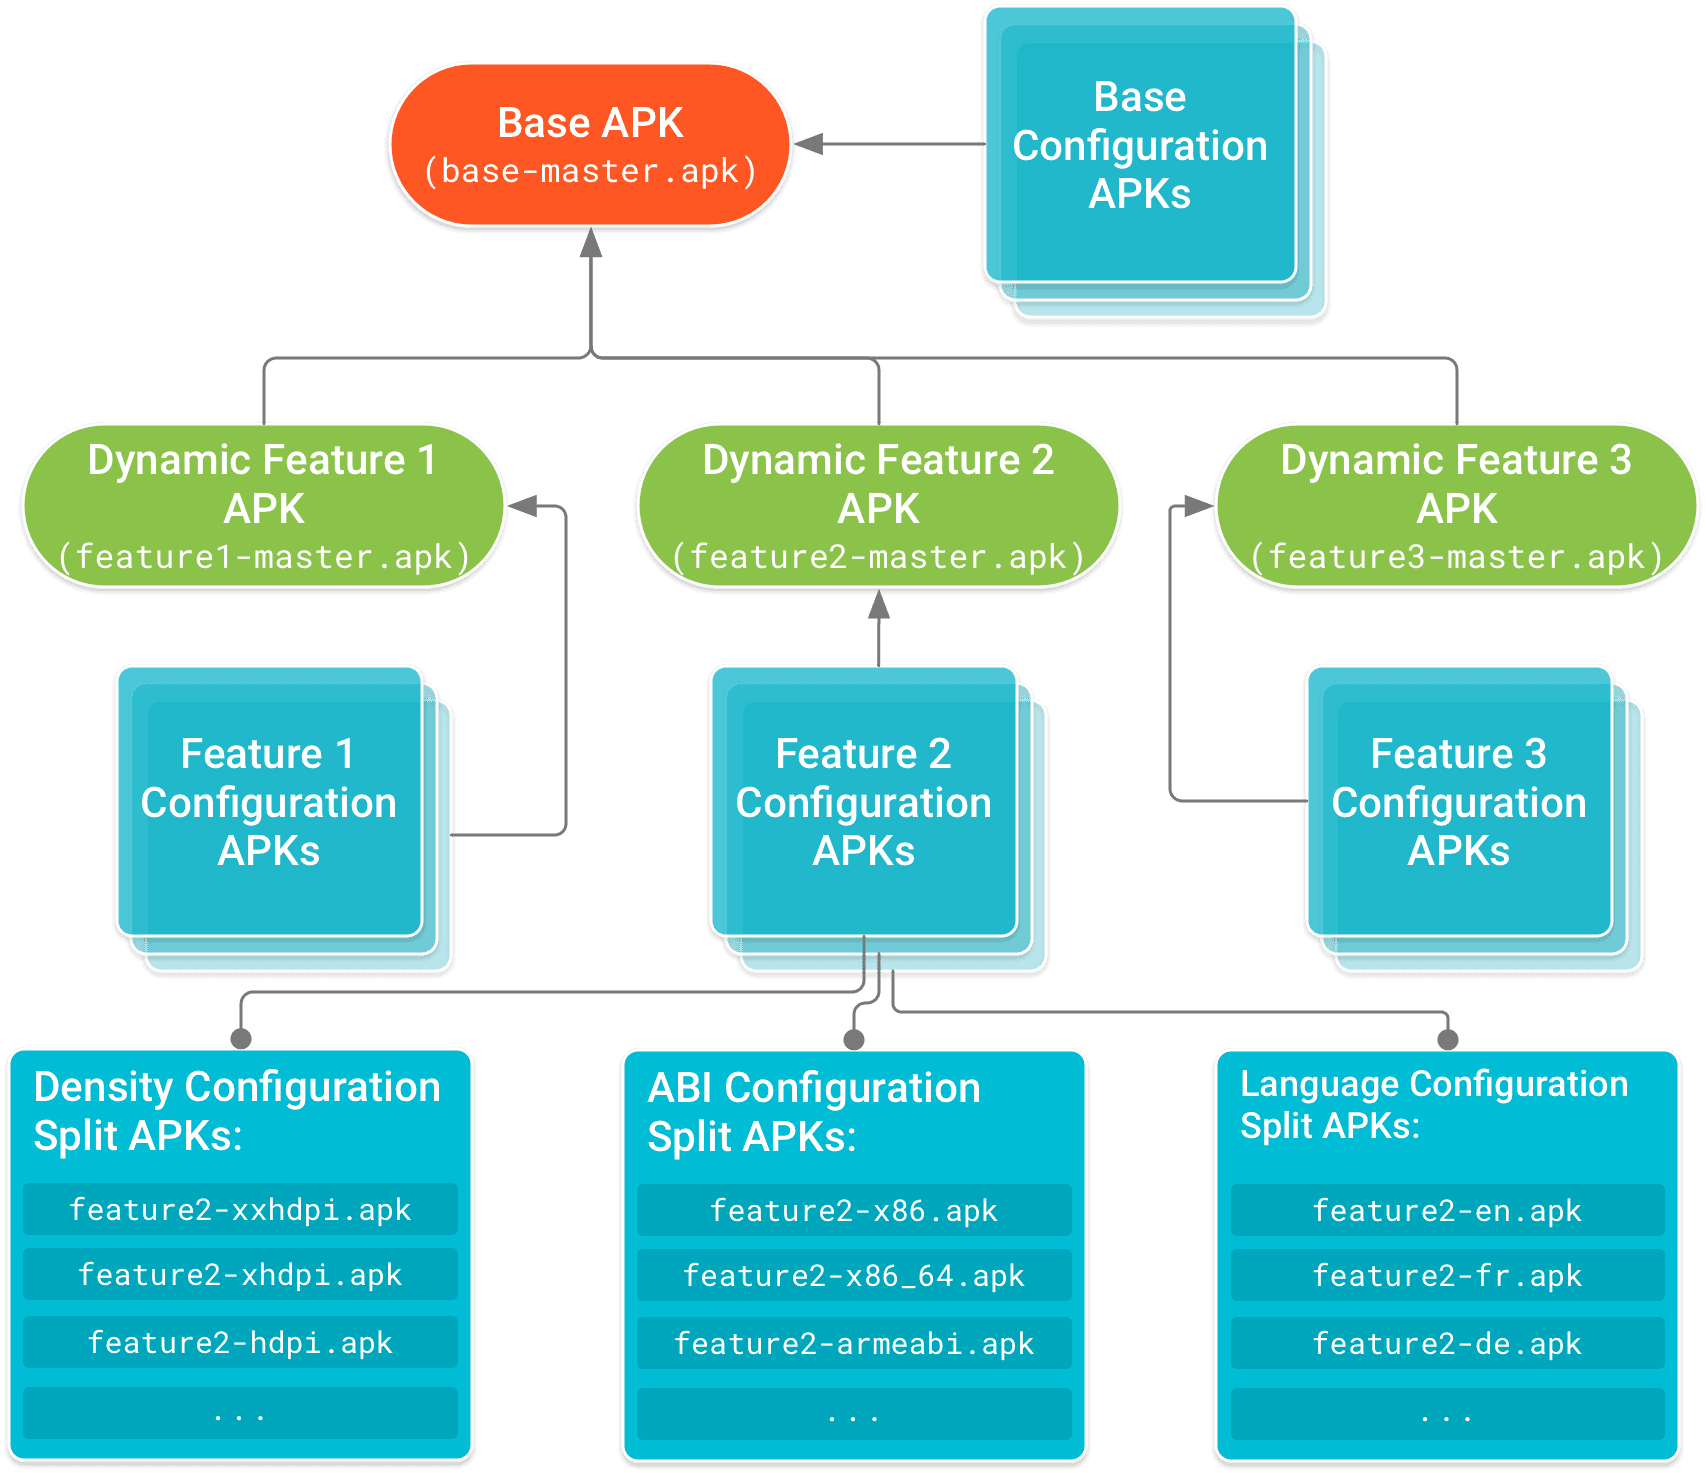 Base APK
(base-master.apk)
Base
Configuration
APKs
Dynamic Feature 1
APK
(feature1-master.apk)
Dynamic Feature 2
APK
(feature2-master.apk)
Dynamic Feature 3
APK
(feature3-master.apk)
Feature 1
Configuration
APKs
Feature 2
Configuration
APKs
Feature 3
Configuration
APKs
Density Configuration
Split APKs:
feature2-xxhdpi.apk
feature2-xhdpi.apk
feature2-hdpi.apk
...
ABI Configuration
Split APKs:
feature2-x86.apk
feature2-x86_64.apk
feature2-armeabi.apk
...
Language Configuration
Split APKs:
feature2-en.apk
feature2-fr.apk
feature2-de.apk
...